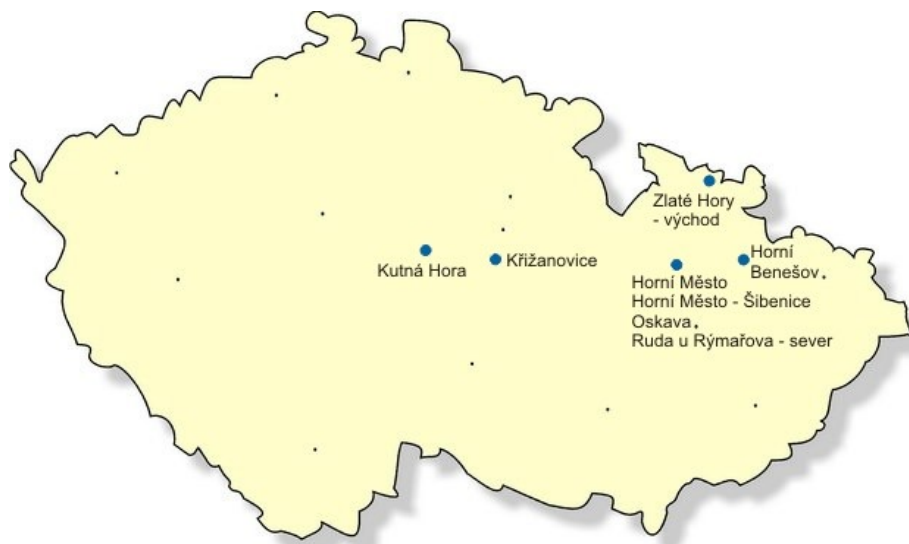 Zlaté Hory
- východ
Kutná Hora
Křižanovice
Horní
Benešov
Horní Město
Horní Město - Šibenice
Oskava
Ruda u Rýmařova - sever